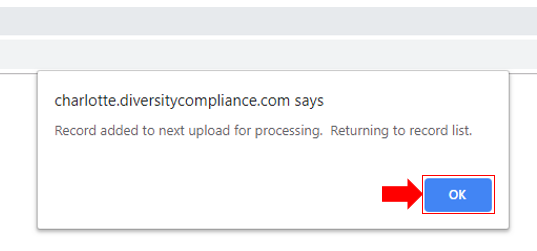 charlotte.diversitycompliance.com says
Record added to next upload for processing.  Returning to record list.
OK